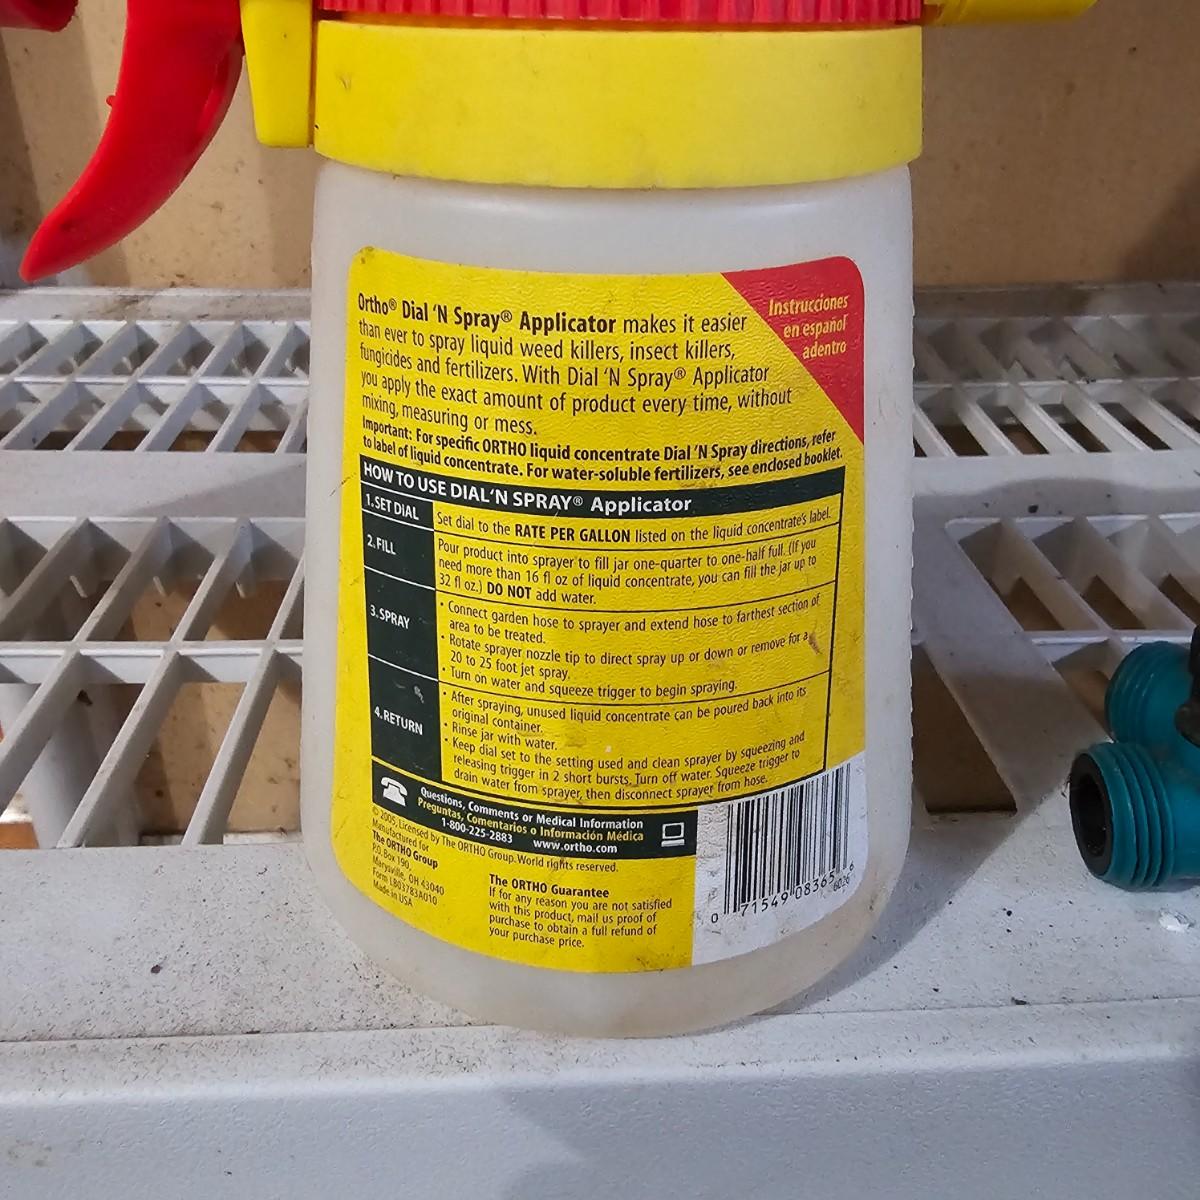 Ortho® Dial 'N Spray® Applicator makes it easier
than ever to spray liquid weed killers, insect killers,
fungicides and fertilizers. With Dial 'N Spray® Applicator
you apply the exact amount of product every time, without
mixing, measuring or mess.
Instrucciones
en español
adentro
Important: For specific ORTHO liquid concentrate Dial 'N Spray directions, refer
to label of liquid concentrate. For water-soluble fertilizers, see enclosed booklet.
HOW TO USE DIAL'N SPRAY® Applicator
1. SET DIAL
Set dial to the RATE PER GALLON listed on the liquid concentrate's label.
2. FILL
Pour product into sprayer to fill jar one-quarter to one-half full. (If you
need more than 16 fl oz of liquid concentrate, you can fill the jar up to
32 fl oz.) DO NOT add water.
3. SPRAY
• Connect garden hose to sprayer and extend hose to farthest section of
area to be treated.
• Rotate sprayer nozzle tip to direct spray up or down or remove for a
20 to 25 foot jet spray.
• Turn on water and squeeze trigger to begin spraying.
4. RETURN
• After spraying, unused liquid concentrate can be poured back into its
original container.
• Rinse jar with water.
• Keep dial set to the setting used and clean sprayer by squeezing and
releasing trigger in 2 short bursts. Turn off water. Squeeze trigger to
drain water from sprayer, then disconnect sprayer from hose.
Questions, Comments or Medical Information
Preguntas, Comentarios o Información Médica
1-800-225-2883 www.ortho.com
© 2005, Licensed by The ORTHO Group. World rights reserved.
Manufactured for
The ORTHO Group
P.O. Box 190,
Marysville, OH 43040
Form LB03783A010
Made in USA
The ORTHO Guarantee
If for any reason you are not satisfied
with this product, mail us proof of
purchase to obtain a full refund of
your purchase price.
0 71549 08365 6
6026